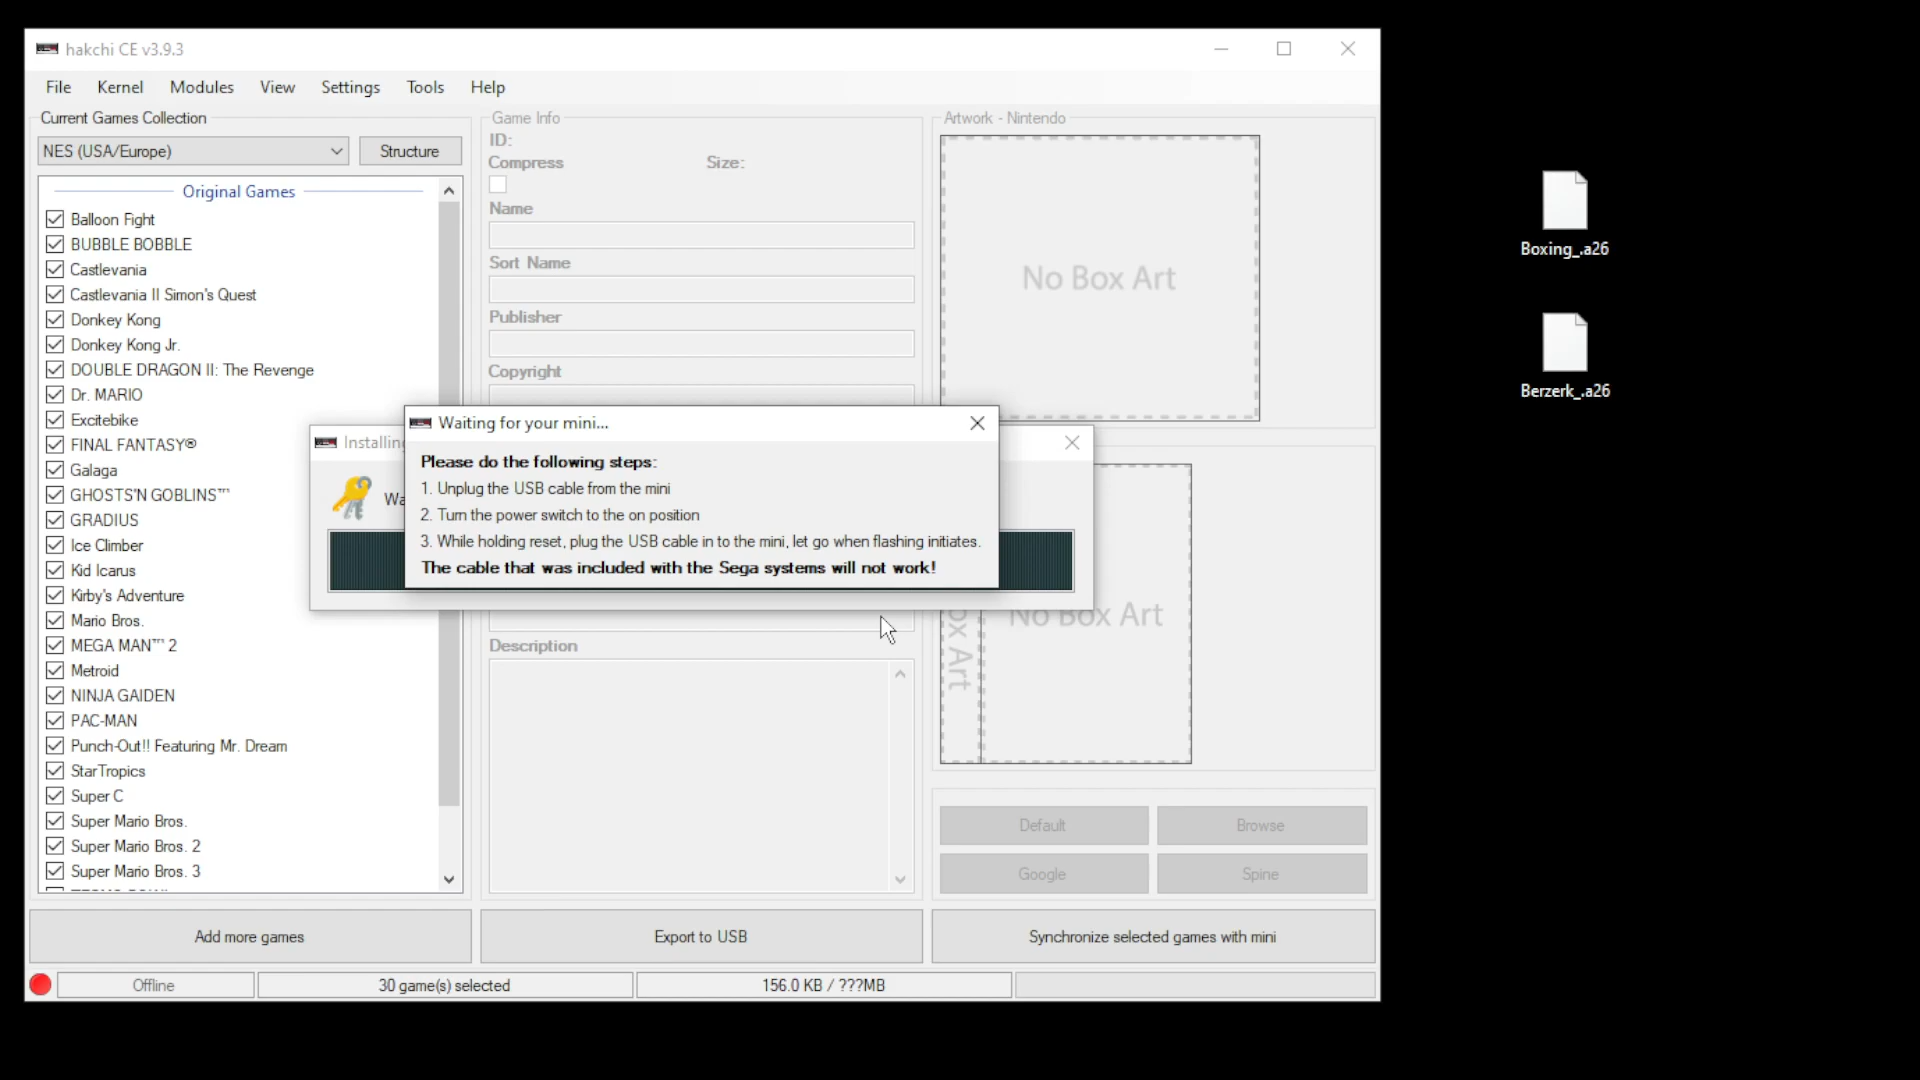 hakchi CE v3.9.3
File Kernel Modules View Settings Tools Help
Current Games Collection
NES (USA/Europe)
Structure
Original Games
Balloon Fight
BUBBLE BOBBLE
Castlevania
Castlevania II Simon's Quest
Donkey Kong
Donkey Kong Jr.
DOUBLE DRAGON II: The Revenge
Dr. MARIO
Excitebike
FINAL FANTASY®
Galaga
GHOSTS'N GOBLINS™
GRADIUS
Ice Climber
Kid Icarus
Kirby's Adventure
Mario Bros.
MEGA MAN™ 2
Metroid
NINJA GAIDEN
PAC-MAN
Punch-Out!! Featuring Mr. Dream
StarTropics
Super C
Super Mario Bros.
Super Mario Bros. 2
Super Mario Bros. 3
Game Info
ID:
Compress Size:
Name
Sort Name
Publisher
Copyright
Description
Artwork - Nintendo
No Box Art
Installing
Waiting for your mini...
Please do the following steps:
1. Unplug the USB cable from the mini
2. Turn the power switch to the on position
3. While holding reset, plug the USB cable in to the mini, let go when flashing initiates.
The cable that was included with the Sega systems will not work!
Wa
ox Art
No Box Art
Default Browse
Google Spine
Add more games
Export to USB
Synchronize selected games with mini
Offline
30 game(s) selected
156.0 KB / ???MB
Boxing_.a26
Berzerk_.a26